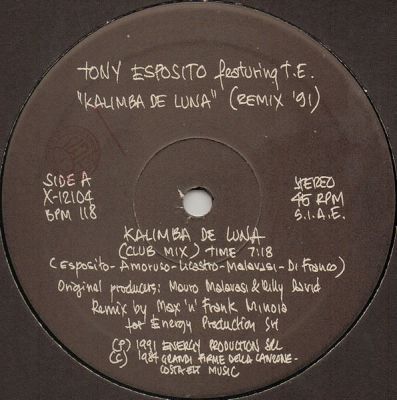 TONY ESPOSITO featuring T.E.
"KALIMBA DE LUNA" (REMIX '91)
SIDE A
X-12104
BPM 118
STEREO
45 RPM
S.I.A.E.
KALIMBA DE LUNA
(CLUB MIX) TIME 7:18
(Esposito-Amoruso-Licastro-Malavasi-Di Franco)
Original producers: Mauro Malavasi & Willy David
Remix by Max 'n' Frank Minoia
for Energy Production Srl
(P) 1991 ENERGY PRODUCTION SRL
(C) 1984 GRANDI FIRME DELLA CANZONE-
COSTA EST MUSIC